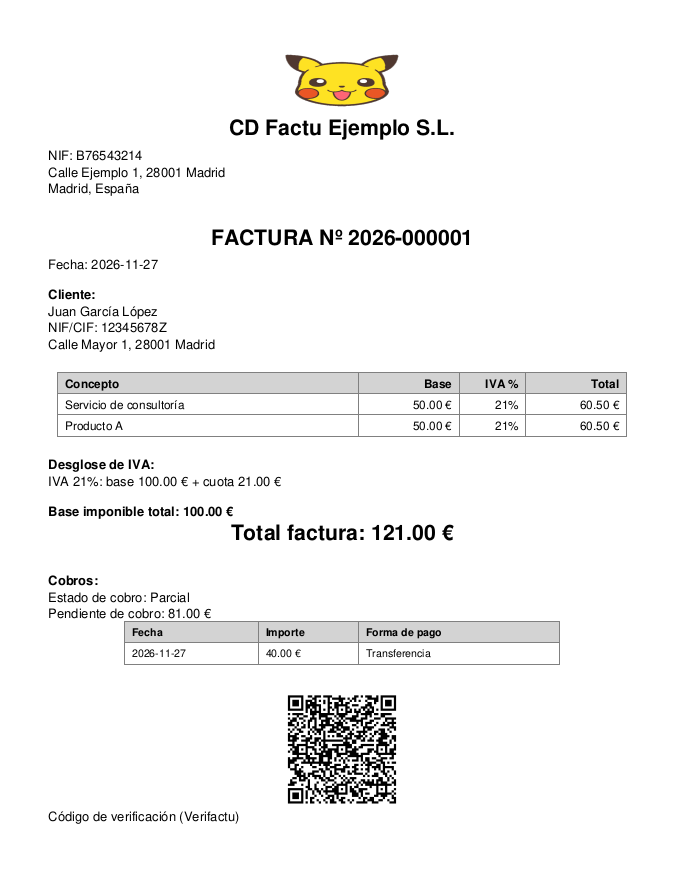 CD Factu Ejemplo S.L.
NIF: B76543214
Calle Ejemplo 1, 28001 Madrid
Madrid, España
FACTURA Nº 2026-000001
Fecha: 2026-11-27
Cliente:
Juan García López
NIF/CIF: 12345678Z
Calle Mayor 1, 28001 Madrid
Concepto Base IVA % Total
Servicio de consultoría 50.00 € 21% 60.50 €
Producto A 50.00 € 21% 60.50 €
Desglose de IVA:
IVA 21%: base 100.00 € + cuota 21.00 €
Base imponible total: 100.00 €
Total factura: 121.00 €
Cobros:
Estado de cobro: Parcial
Pendiente de cobro: 81.00 €
Fecha Importe Forma de pago
2026-11-27 40.00 € Transferencia
Código de verificación (Verifactu)